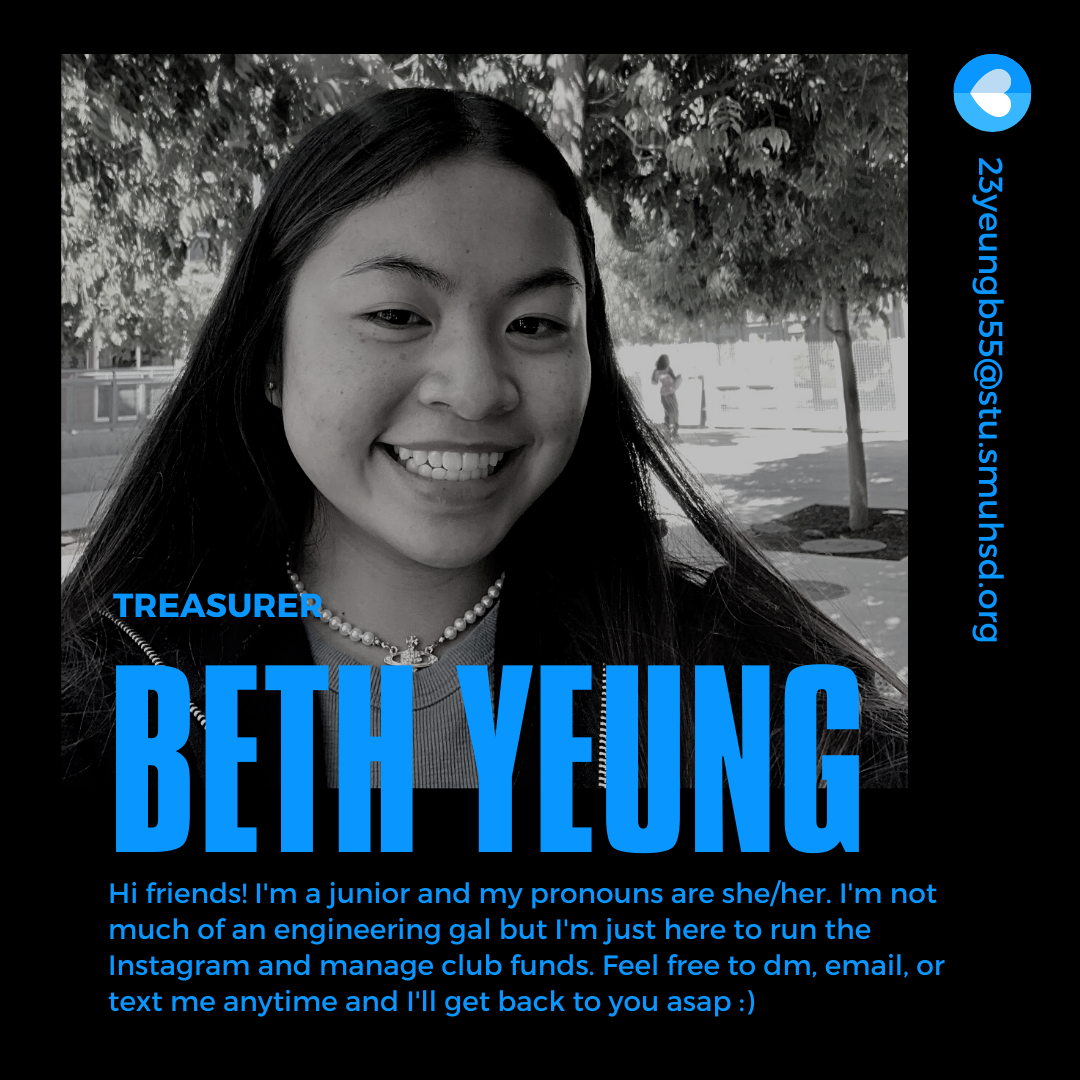 TREASURER
BETH YEUNG
Hi friends! I'm a junior and my pronouns are she/her. I'm not
much of an engineering gal but I'm just here to run the
Instagram and manage club funds. Feel free to dm, email, or
text me anytime and I'll get back to you asap :)
23yeungb55@stu.smuhsd.org